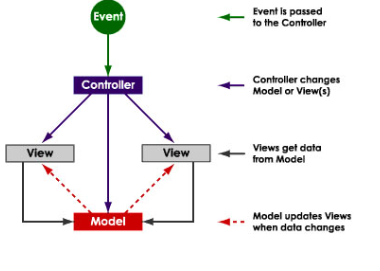 Event
Event is passed
to the Controller
Controller
Controller changes
Model or View(s)
View
View
Views get data
from Model
Model
Model updates Views
when data changes